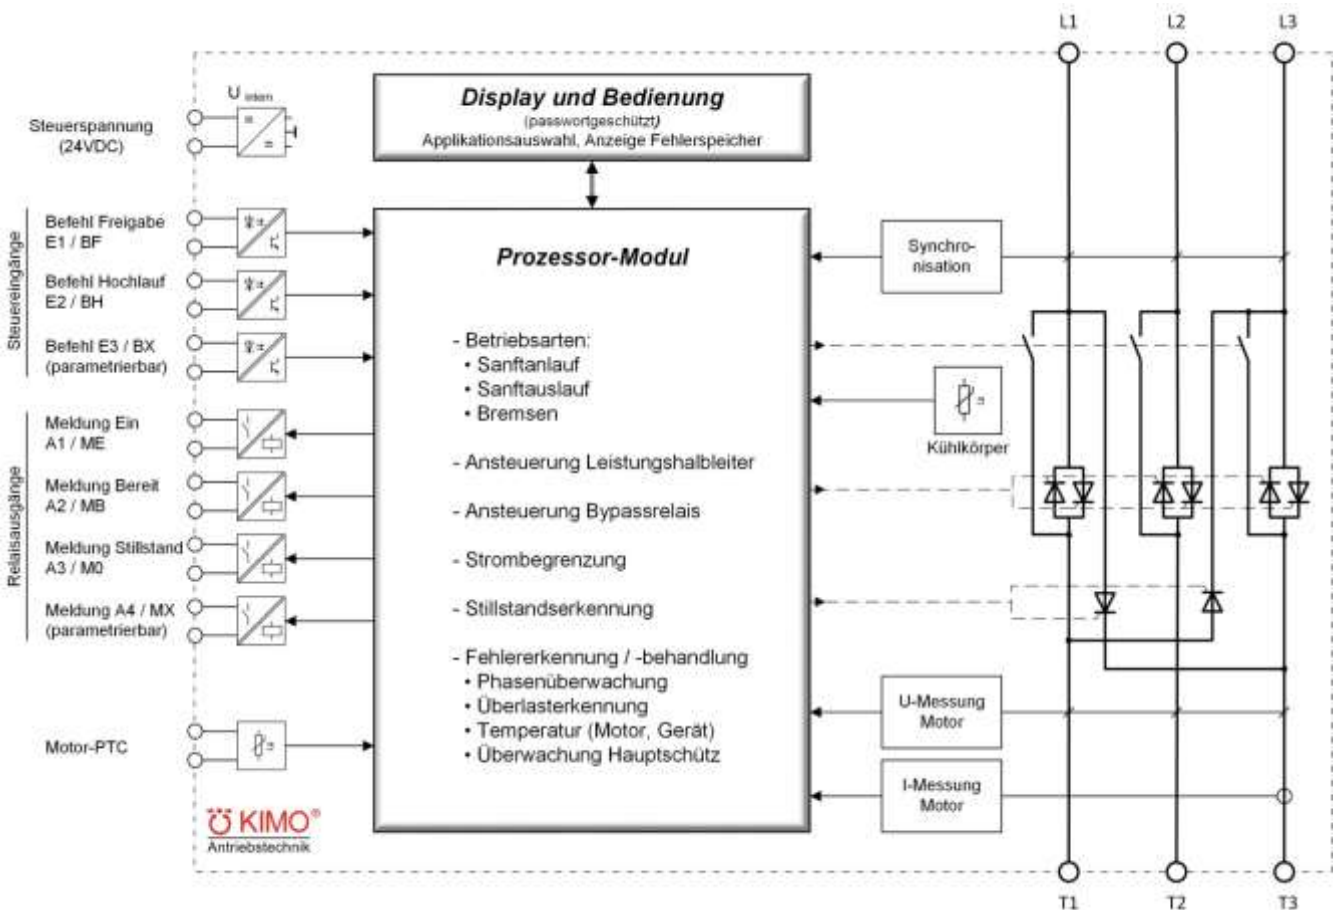 L1
L2
L3
U intern
Steuerspannung
(24VDC)
Display und Bedienung
(passwortgeschützt)
Applikationsauswahl, Anzeige Fehlerspeicher
Steuereingänge
Befehl Freigabe
E1 / BF
Befehl Hochlauf
E2 / BH
Befehl E3 / BX
(parametrierbar)
Relaisausgänge
Meldung Ein
A1 / ME
Meldung Bereit
A2 / MB
Meldung Stillstand
A3 / M0
Meldung A4 / MX
(parametrierbar)
Motor-PTC
Prozessor-Modul
- Betriebsarten:
• Sanftanlauf
• Sanftauslauf
• Bremsen
- Ansteuerung Leistungshalbleiter
- Ansteuerung Bypassrelais
- Strombegrenzung
- Stillstandserkennung
- Fehlererkennung / -behandlung
• Phasenüberwachung
• Überlasterkennung
• Temperatur (Motor, Gerät)
• Überwachung Hauptschütz
Synchro-
nisation
Kühlkörper
U-Messung
Motor
I-Messung
Motor
KIMO®
Antriebstechnik
T1
T2
T3